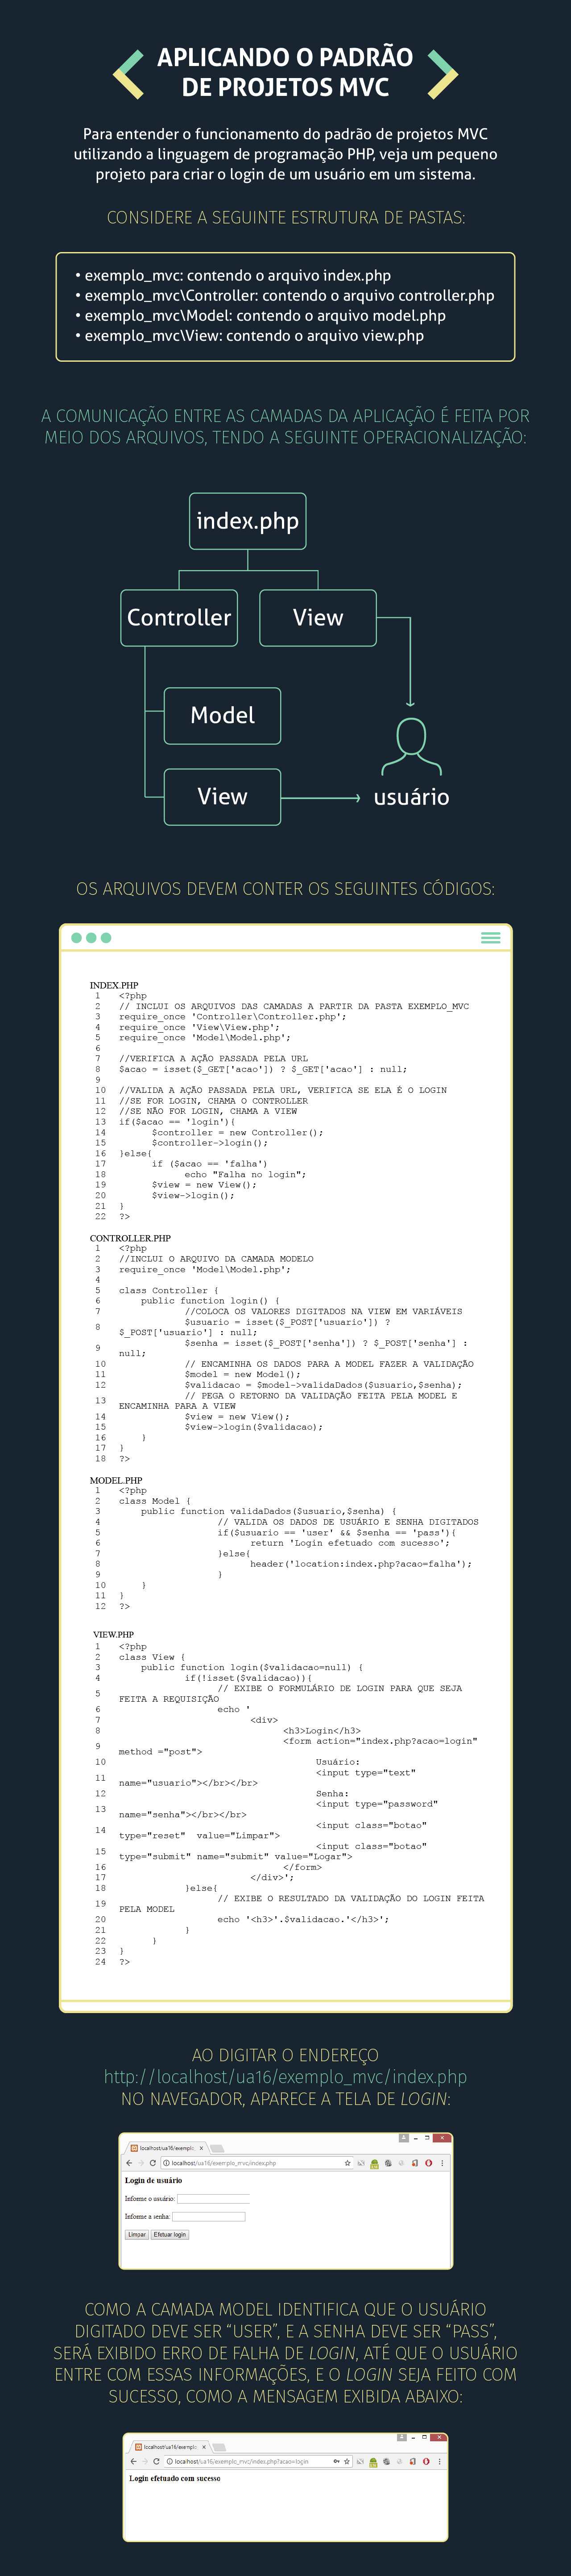 APLICANDO O PADRÃO
DE PROJETOS MVC
Para entender o funcionamento do padrão de projetos MVC
utilizando a linguagem de programação PHP, veja um pequeno
projeto para criar o login de um usuário em um sistema.
CONSIDERE A SEGUINTE ESTRUTURA DE PASTAS:
• exemplo_mvc: contendo o arquivo index.php
• exemplo_mvc\Controller: contendo o arquivo controller.php
• exemplo_mvc\Model: contendo o arquivo model.php
• exemplo_mvc\View: contendo o arquivo view.php
A COMUNICAÇÃO ENTRE AS CAMADAS DA APLICAÇÃO É FEITA POR
MEIO DOS ARQUIVOS, TENDO A SEGUINTE OPERACIONALIZAÇÃO:
index.php
Controller
View
Model
View
usuário
OS ARQUIVOS DEVEM CONTER OS SEGUINTES CÓDIGOS:
INDEX.PHP
1 <?php
2 // INCLUI OS ARQUIVOS DAS CAMADAS A PARTIR DA PASTA EXEMPLO_MVC
3 require_once 'Controller\Controller.php';
4 require_once 'View\View.php';
5 require_once 'Model\Model.php';
6
7 //VERIFICA A AÇÃO PASSADA PELA URL
8 $acao = isset($_GET['acao']) ? $_GET['acao'] : null;
9
10 //VALIDA A AÇÃO PASSADA PELA URL, VERIFICA SE ELA É O LOGIN
11 //SE FOR LOGIN, CHAMA O CONTROLLER
12 //SE NÃO FOR LOGIN, CHAMA A VIEW
13 if($acao == 'login'){
14 $controller = new Controller();
15 $controller->login();
16 }else{
17 if ($acao == 'falha')
18 echo "Falha no login";
19 $view = new View();
20 $view->login();
21 }
22 ?>
CONTROLLER.PHP
1 <?php
2 //INCLUI O ARQUIVO DA CAMADA MODELO
3 require_once 'Model\Model.php';
4
5 class Controller {
6 public function login() {
7 //COLOCA OS VALORES DIGITADOS NA VIEW EM VARIÁVEIS
8 $usuario = isset($_POST['usuario']) ?
$_POST['usuario'] : null;
9 $senha = isset($_POST['senha']) ? $_POST['senha'] :
null;
10 // ENCAMINHA OS DADOS PARA A MODEL FAZER A VALIDAÇÃO
11 $model = new Model();
12 $validacao = $model->validaDados($usuario,$senha);
13 // PEGA O RETORNO DA VALIDAÇÃO FEITA PELA MODEL E
ENCAMINHA PARA A VIEW
14 $view = new View();
15 $view->login($validacao);
16 }
17 }
18 ?>
MODEL.PHP
1 <?php
2 class Model {
3 public function validaDados($usuario,$senha) {
4 // VALIDA OS DADOS DE USUÁRIO E SENHA DIGITADOS
5 if($usuario == 'user' && $senha == 'pass'){
6 return 'Login efetuado com sucesso';
7 }else{
8 header('location:index.php?acao=falha');
9 }
10 }
11 }
12 ?>
VIEW.PHP
1 <?php
2 class View {
3 public function login($validacao=null) {
4 if(!isset($validacao)){
5 // EXIBE O FORMULÁRIO DE LOGIN PARA QUE SEJA
FEITA A REQUISIÇÃO
6 echo '
7 <div>
8 <h3>Login</h3>
9 <form action="index.php?acao=login"
method ="post">
10 Usuário:
11 <input type="text"
name="usuario"></br></br>
12 Senha:
13 <input type="password"
name="senha"></br></br>
14 <input class="botao"
type="reset" value="Limpar">
15 <input class="botao"
type="submit" name="submit" value="Logar">
16 </form>
17 </div>';
18 }else{
19 // EXIBE O RESULTADO DA VALIDAÇÃO DO LOGIN FEITA
PELA MODEL
20 echo '<h3>'.$validacao.'</h3>';
21 }
22 }
23 }
24 ?>
AO DIGITAR O ENDEREÇO
http://localhost/ua16/exemplo_mvc/index.php
NO NAVEGADOR, APARECE A TELA DE LOGIN:
localhost/ua16/exemplo
localhost/ua16/exemplo_mvc/index.php
Login de usuário
Informe o usuário:
Informe a senha:
Limpar Efetuar login
COMO A CAMADA MODEL IDENTIFICA QUE O USUÁRIO
DIGITADO DEVE SER “USER”, E A SENHA DEVE SER “PASS”,
SERÁ EXIBIDO ERRO DE FALHA DE LOGIN, ATÉ QUE O USUÁRIO
ENTRE COM ESSAS INFORMAÇÕES, E O LOGIN SEJA FEITO COM
SUCESSO, COMO A MENSAGEM EXIBIDA ABAIXO:
localhost/ua16/exemplo
localhost/ua16/exemplo_mvc/index.php?acao=login
Login efetuado com sucesso